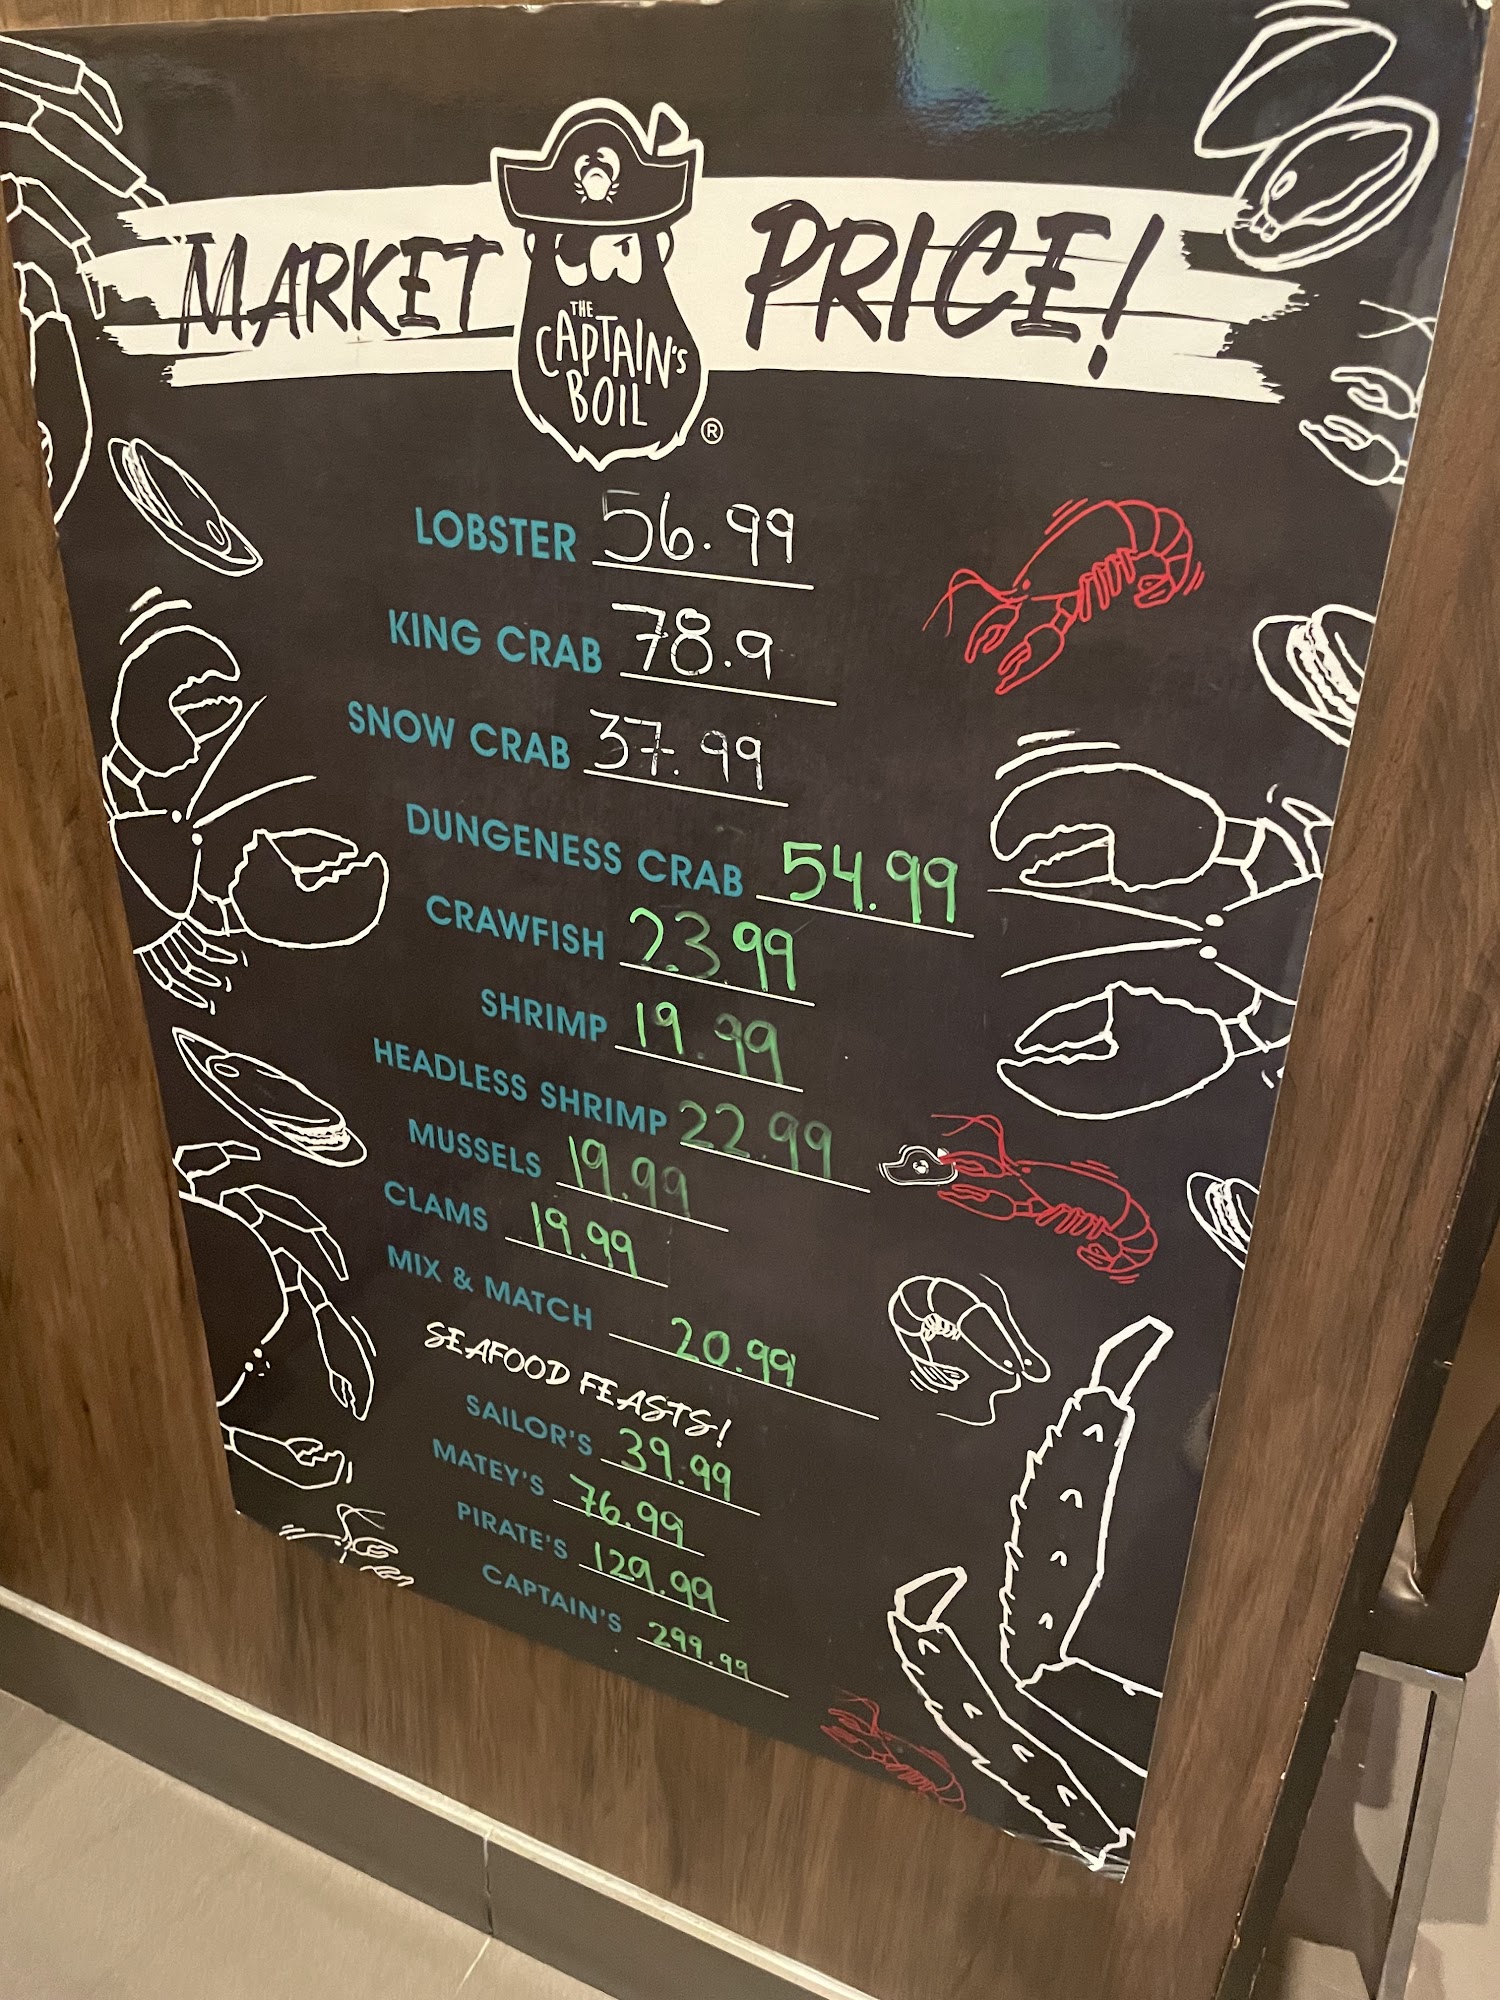 MARKET PRICE!
THE
CAPTAIN'S
BOIL
®
LOBSTER 56.99
KING CRAB 78.9
SNOW CRAB 37.99
DUNGENESS CRAB 54.99
CRAWFISH 23.99
SHRIMP 19.99
HEADLESS SHRIMP 22.99
MUSSELS 19.99
CLAMS 19.99
MIX & MATCH 20.99
SEAFOOD FEASTS!
SAILOR'S 39.99
MATEY'S 76.99
PIRATE'S 129.99
CAPTAIN'S 299.99